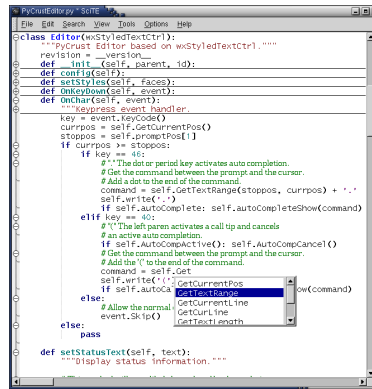 PyCrustEditor.py * SciTE
File Edit Search View Tools Options Help
class Editor(wxStyledTextCtrl):
"""PyCrust Editor based on wxStyledTextCtrl."""
revision = __version__
def __init__(self, parent, id):
def config(self):
def setStyles(self, faces):
def OnKeyDown(self, event):
def OnChar(self, event):
"""Keypress event handler.
key = event.KeyCode()
currpos = self.GetCurrentPos()
stoppos = self.promptPos[1]
if currpos >= stoppos:
if key == 46:
# "." The dot or period key activates auto completion.
# Get the command between the prompt and the cursor.
# Add a dot to the end of the command.
command = self.GetTextRange(stoppos, currpos) + '.'
self.write('.')
if self.autoComplete: self.autoCompleteShow(command)
elif key == 40:
# "(" The left paren activates a call tip and cancels
# an active auto completion.
if self.AutoCompActive(): self.AutoCompCancel()
# Get the command between the prompt and the cursor.
# Add the '(' to the end of the command.
command = self.Get
self.write('('
if self.autoCa ow(command)
else:
# Allow the normal
event.Skip()
else:
pass
GetCurrentPos
GetTextRange
GetCurrentLine
GetCurLine
GetTextLength
def setStatusText(self, text):
"""Display status information."""